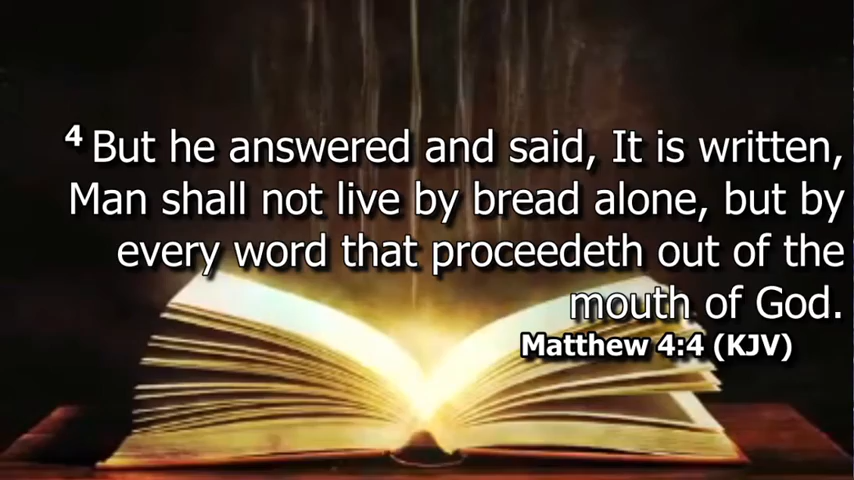 4 But he answered and said, It is written,
Man shall not live by bread alone, but by
every word that proceedeth out of the
mouth of God.
Matthew 4:4 (KJV)